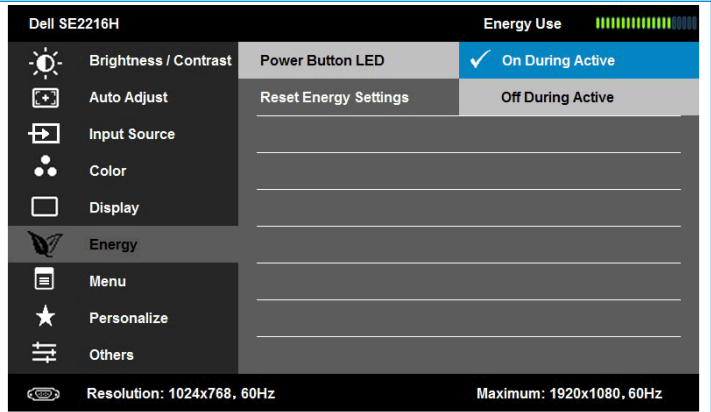 Dell SE2216H Energy Use
Brightness / Contrast Power Button LED On During Active
Auto Adjust Reset Energy Settings Off During Active
Input Source
Color
Display
Energy
Menu
Personalize
Others
Resolution: 1024x768, 60Hz Maximum: 1920x1080, 60Hz